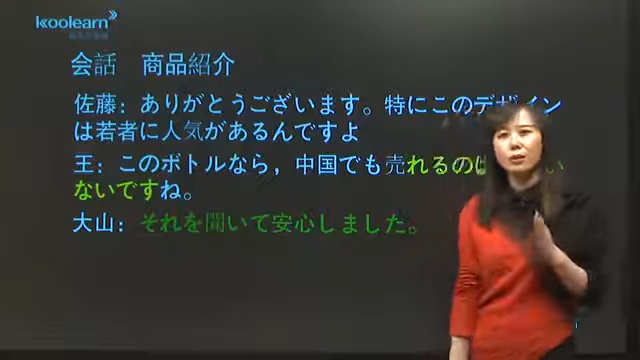 koolearn
会話 商品紹介
佐藤：ありがとうございます。特にこのデザイン
は若者に人気があるんですよ
王：このボトルなら，中国でも売れるのは い
ないですね。
大山：それを聞いて安心しました。